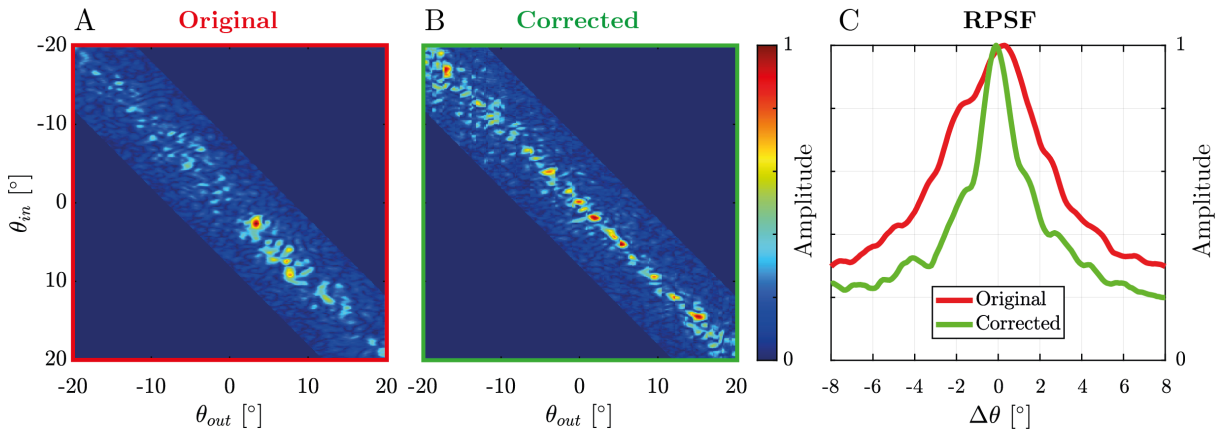 A Original
B Corrected
C RPSF
-20
-10
0
10
20
θin [°]
-20 -10 0 10 20
θout [°]
-20 -10 0 10 20
θout [°]
1
0
Amplitude
1
0
Amplitude
Original
Corrected
-8 -6 -4 -2 0 2 4 6 8
Δθ [°]